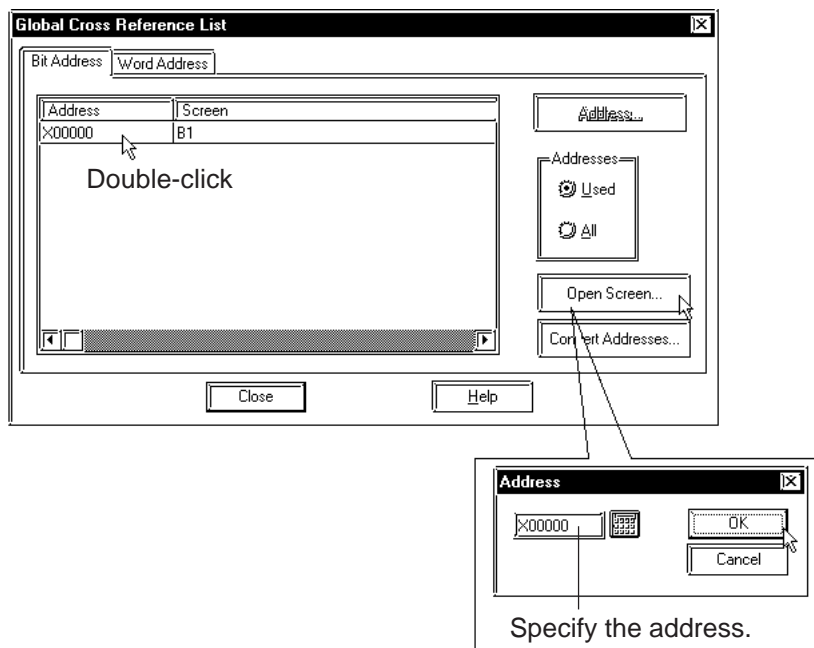 Global Cross Reference List
Bit Address Word Address
Address Screen
X00000 B1
Double-click
Address...
Addresses
Used
All
Open Screen...
Convert Addresses...
Close Help
Address
X00000 OK
Cancel
Specify the address.